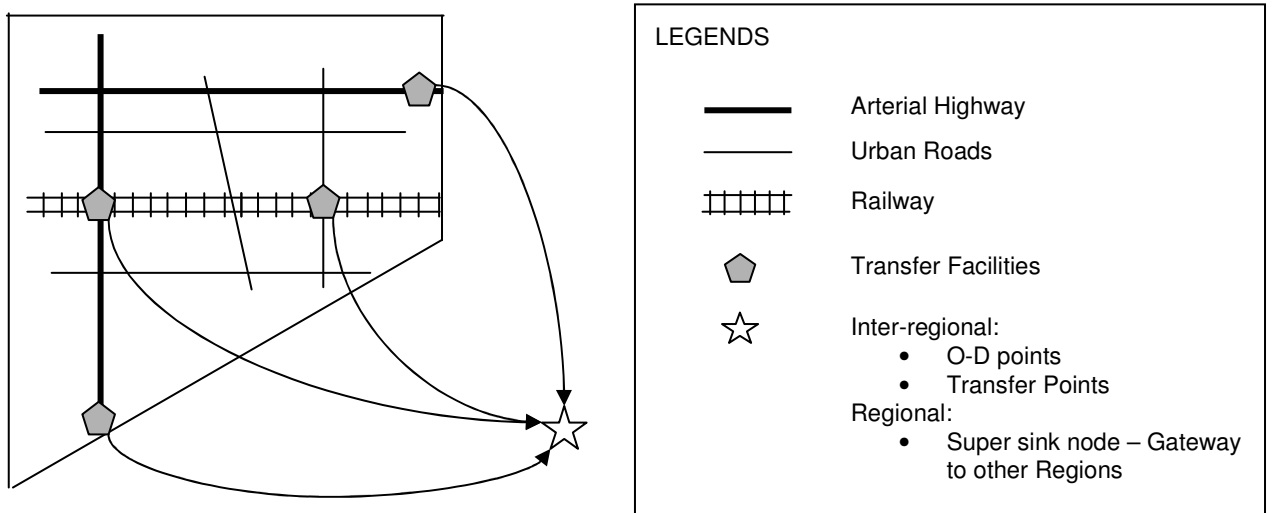 LEGENDS
Arterial Highway
Urban Roads
Railway
Transfer Facilities
Inter-regional:
• O-D points
• Transfer Points
Regional:
• Super sink node – Gateway
to other Regions